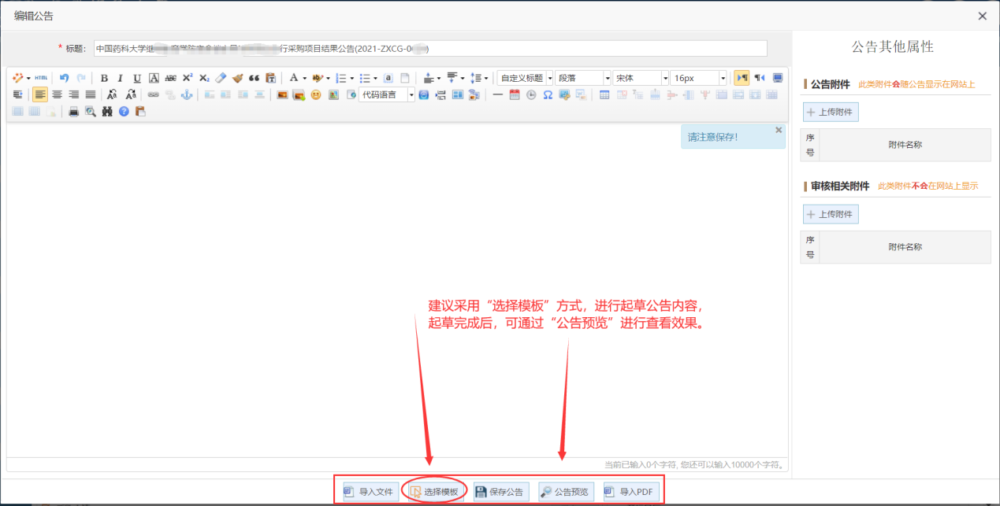 编辑公告
* 标题: 中国药科大学继 行采购项目结果公告(2021-ZXCG-0 )
HTML B I U A ABC X² X₂ A ab a 自定义标题 段落 宋体 16px
代码语言
请注意保存!
建议采用“选择模板”方式，进行起草公告内容，
起草完成后，可通过“公告预览”进行查看效果。
当前已输入0个字符, 您还可以输入10000个字符。
导入文件 选择模板 保存公告 公告预览 导入PDF
公告其他属性
公告附件 此类附件会随公告显示在网站上
+ 上传附件
序号 附件名称
审核相关附件 此类附件不会在网站上显示
+ 上传附件
序号 附件名称